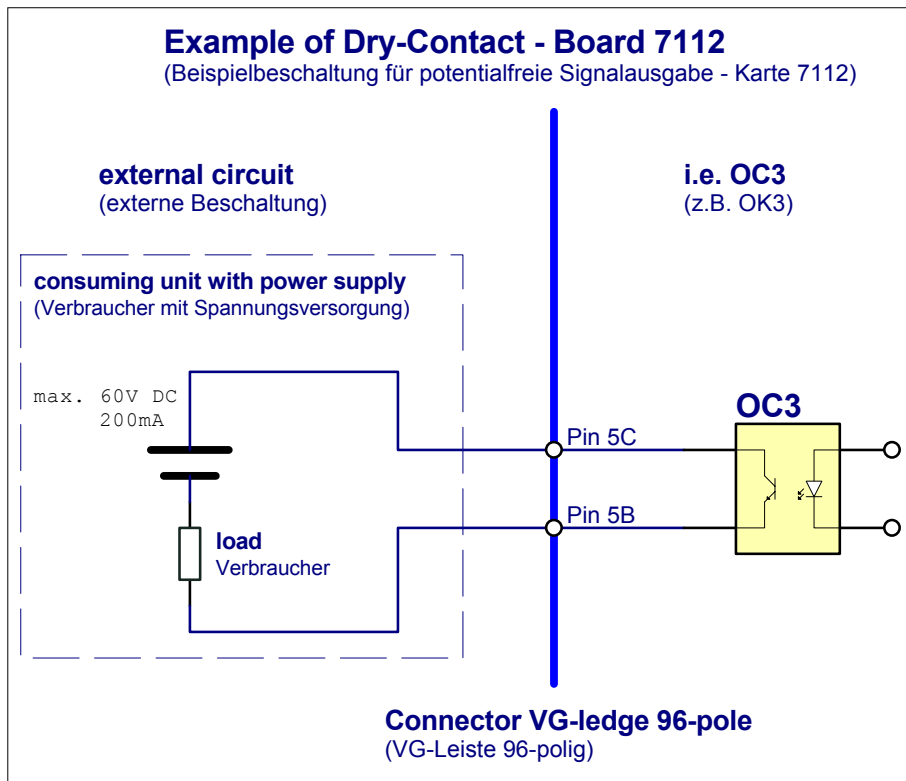 Example of Dry-Contact - Board 7112
(Beispielbeschaltung für potentialfreie Signalausgabe - Karte 7112)
external circuit
(externe Beschaltung)
i.e. OC3
(z.B. OK3)
consuming unit with power supply
(Verbraucher mit Spannungsversorgung)
max. 60V DC
200mA
OC3
Pin 5C
Pin 5B
load
Verbraucher
Connector VG-ledge 96-pole
(VG-Leiste 96-polig)